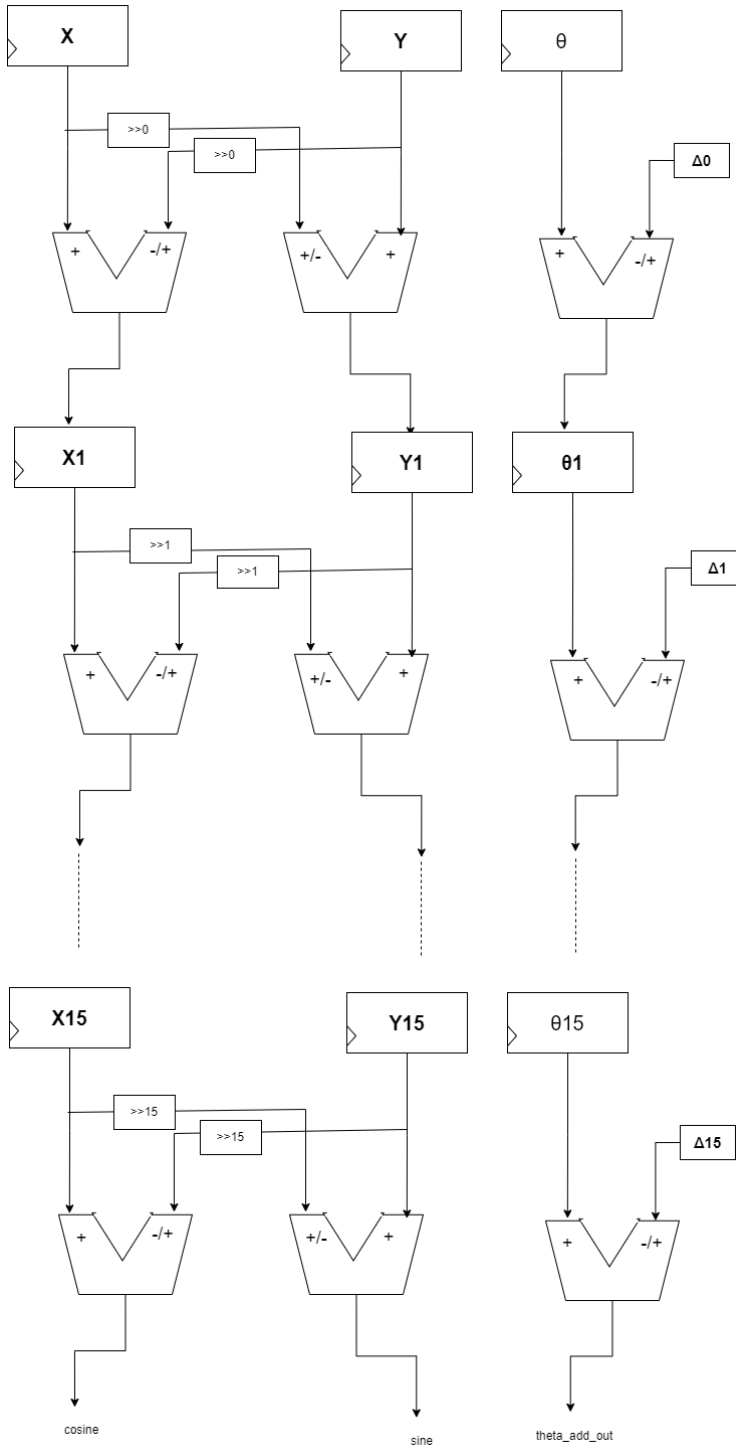 X
Y
θ
>>0
>>0
Δ0
+
-/+
+/-
+
+
-/+
X1
Y1
θ1
>>1
>>1
Δ1
+
-/+
+/-
+
+
-/+
X15
Y15
θ15
>>15
>>15
Δ15
+
-/+
+/-
+
+
-/+
cosine
sine
theta_add_out